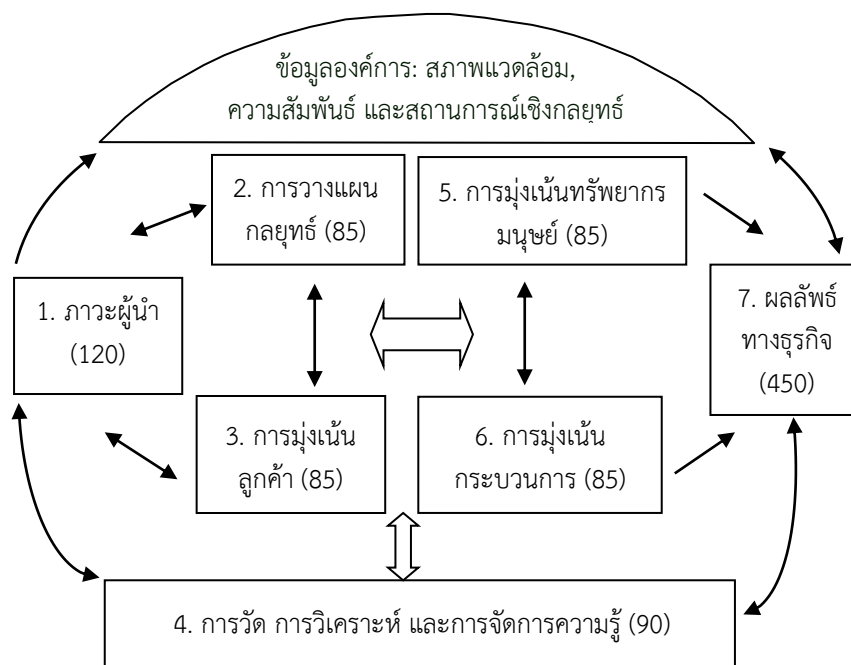 ข้อมูลองค์การ: สภาพแวดล้อม,
ความสัมพันธ์ และสถานการณ์เชิงกลยุทธ์
2. การวางแผน
กลยุทธ์ (85)
5. การมุ่งเน้นทรัพยากร
มนุษย์ (85)
1. ภาวะผู้นำ
(120)
7. ผลลัพธ์
ทางธุรกิจ
(450)
3. การมุ่งเน้น
ลูกค้า (85)
6. การมุ่งเน้น
กระบวนการ (85)
4. การวัด การวิเคราะห์ และการจัดการความรู้ (90)